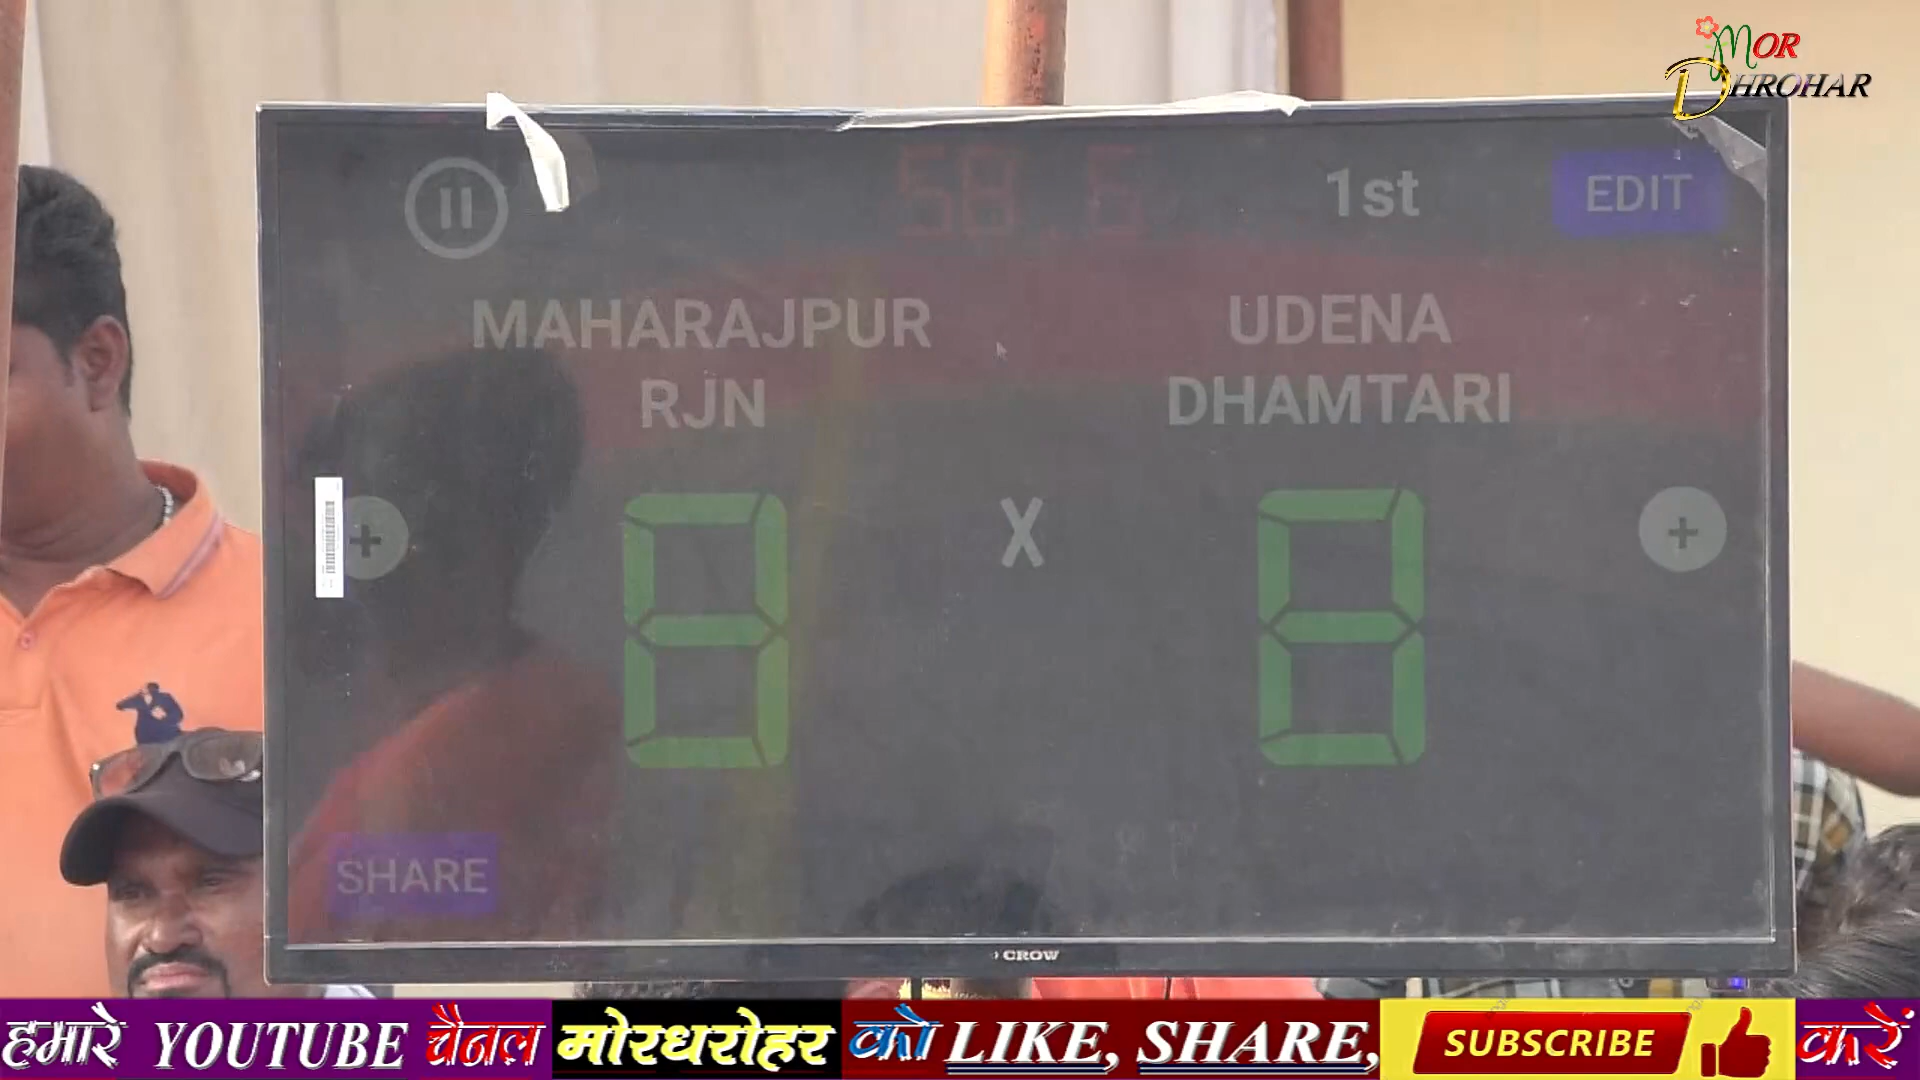 MOR
DHROHAR
58.6
1st
EDIT
MAHARAJPUR
RJN
UDENA
DHAMTARI
+
8
X
8
+
SHARE
CROW
हमारे YOUTUBE चैनल मोरधरोहर को LIKE, SHARE, SUBSCRIBE करें